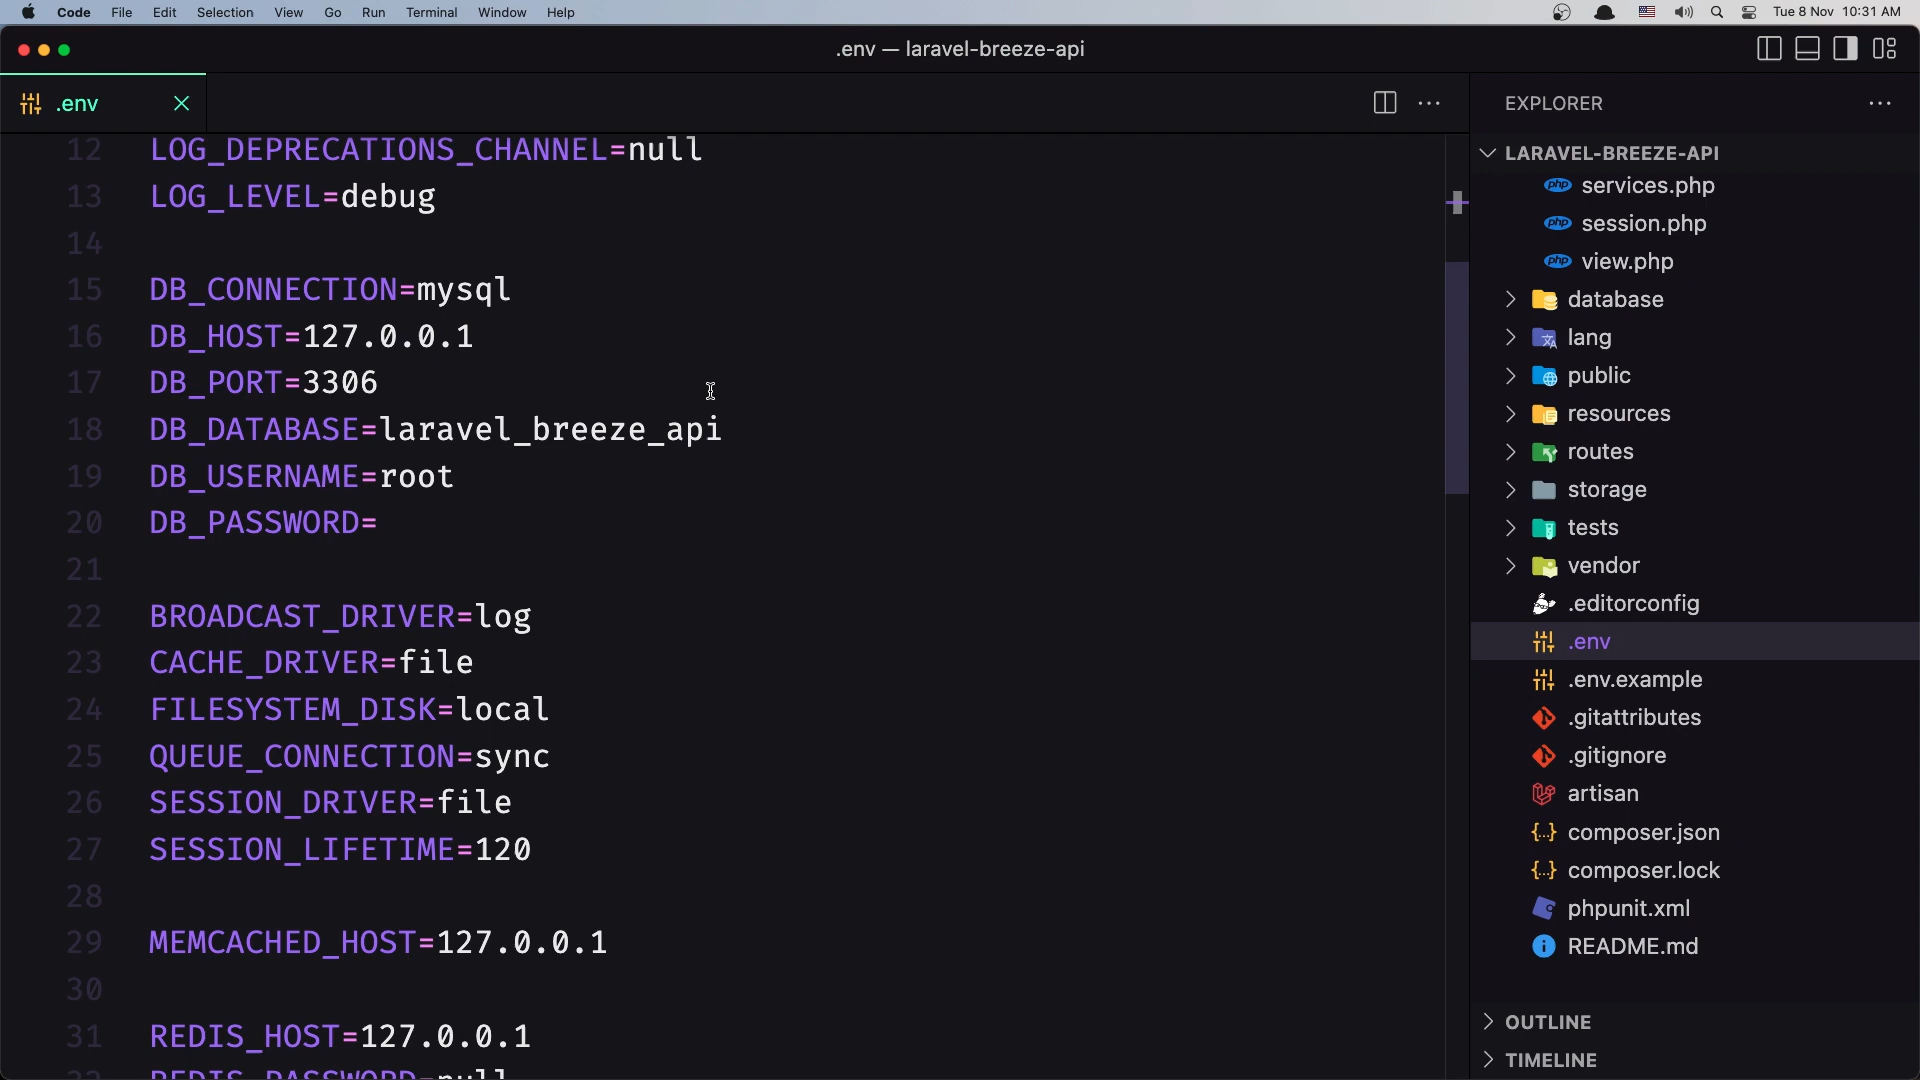 Code File Edit Selection View Go Run Terminal Window Help Tue 8 Nov 10:31 AM
.env — laravel-breeze-api
.env
12 LOG_DEPRECATIONS_CHANNEL=null
13 LOG_LEVEL=debug
14
15 DB_CONNECTION=mysql
16 DB_HOST=127.0.0.1
17 DB_PORT=3306
18 DB_DATABASE=laravel_breeze_api
19 DB_USERNAME=root
20 DB_PASSWORD=
21
22 BROADCAST_DRIVER=log
23 CACHE_DRIVER=file
24 FILESYSTEM_DISK=local
25 QUEUE_CONNECTION=sync
26 SESSION_DRIVER=file
27 SESSION_LIFETIME=120
28
29 MEMCACHED_HOST=127.0.0.1
30
31 REDIS_HOST=127.0.0.1
32 REDIS_PASSWORD=null
EXPLORER
LARAVEL-BREEZE-API
php services.php
php session.php
php view.php
database
lang
public
resources
routes
storage
tests
vendor
.editorconfig
.env
.env.example
.gitattributes
.gitignore
artisan
{..} composer.json
{..} composer.lock
phpunit.xml
README.md
OUTLINE
TIMELINE